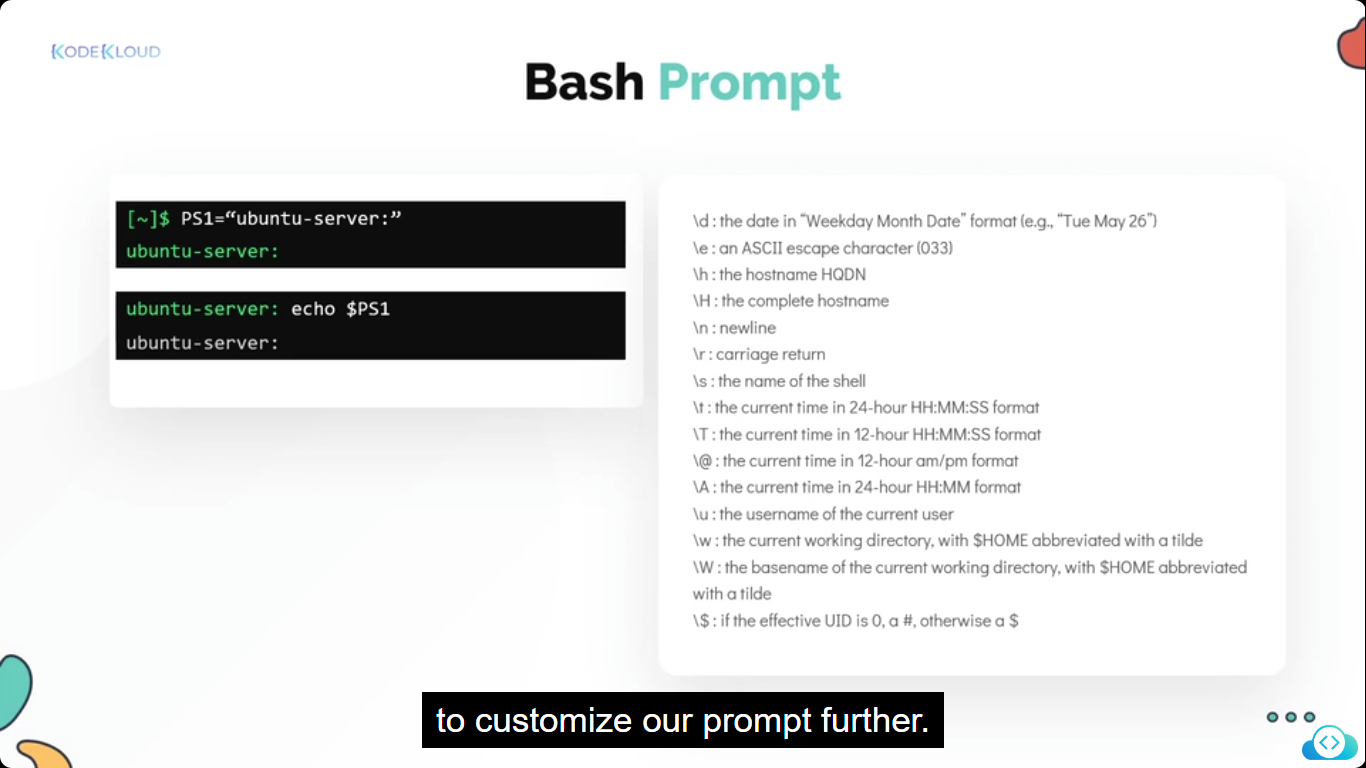 KODEKLOUD
Bash Prompt
[~]$ PS1=“ubuntu-server:”
ubuntu-server:
ubuntu-server: echo $PS1
ubuntu-server:
\d : the date in “Weekday Month Date” format (e.g., “Tue May 26”)
\e : an ASCII escape character (033)
\h : the hostname HQDN
\H : the complete hostname
\n : newline
\r : carriage return
\s : the name of the shell
\t : the current time in 24-hour HH:MM:SS format
\T : the current time in 12-hour HH:MM:SS format
\@ : the current time in 12-hour am/pm format
\A : the current time in 24-hour HH:MM format
\u : the username of the current user
\w : the current working directory, with $HOME abbreviated with a tilde
\W : the basename of the current working directory, with $HOME abbreviated
with a tilde
\$ : if the effective UID is 0, a #, otherwise a $
to customize our prompt further.